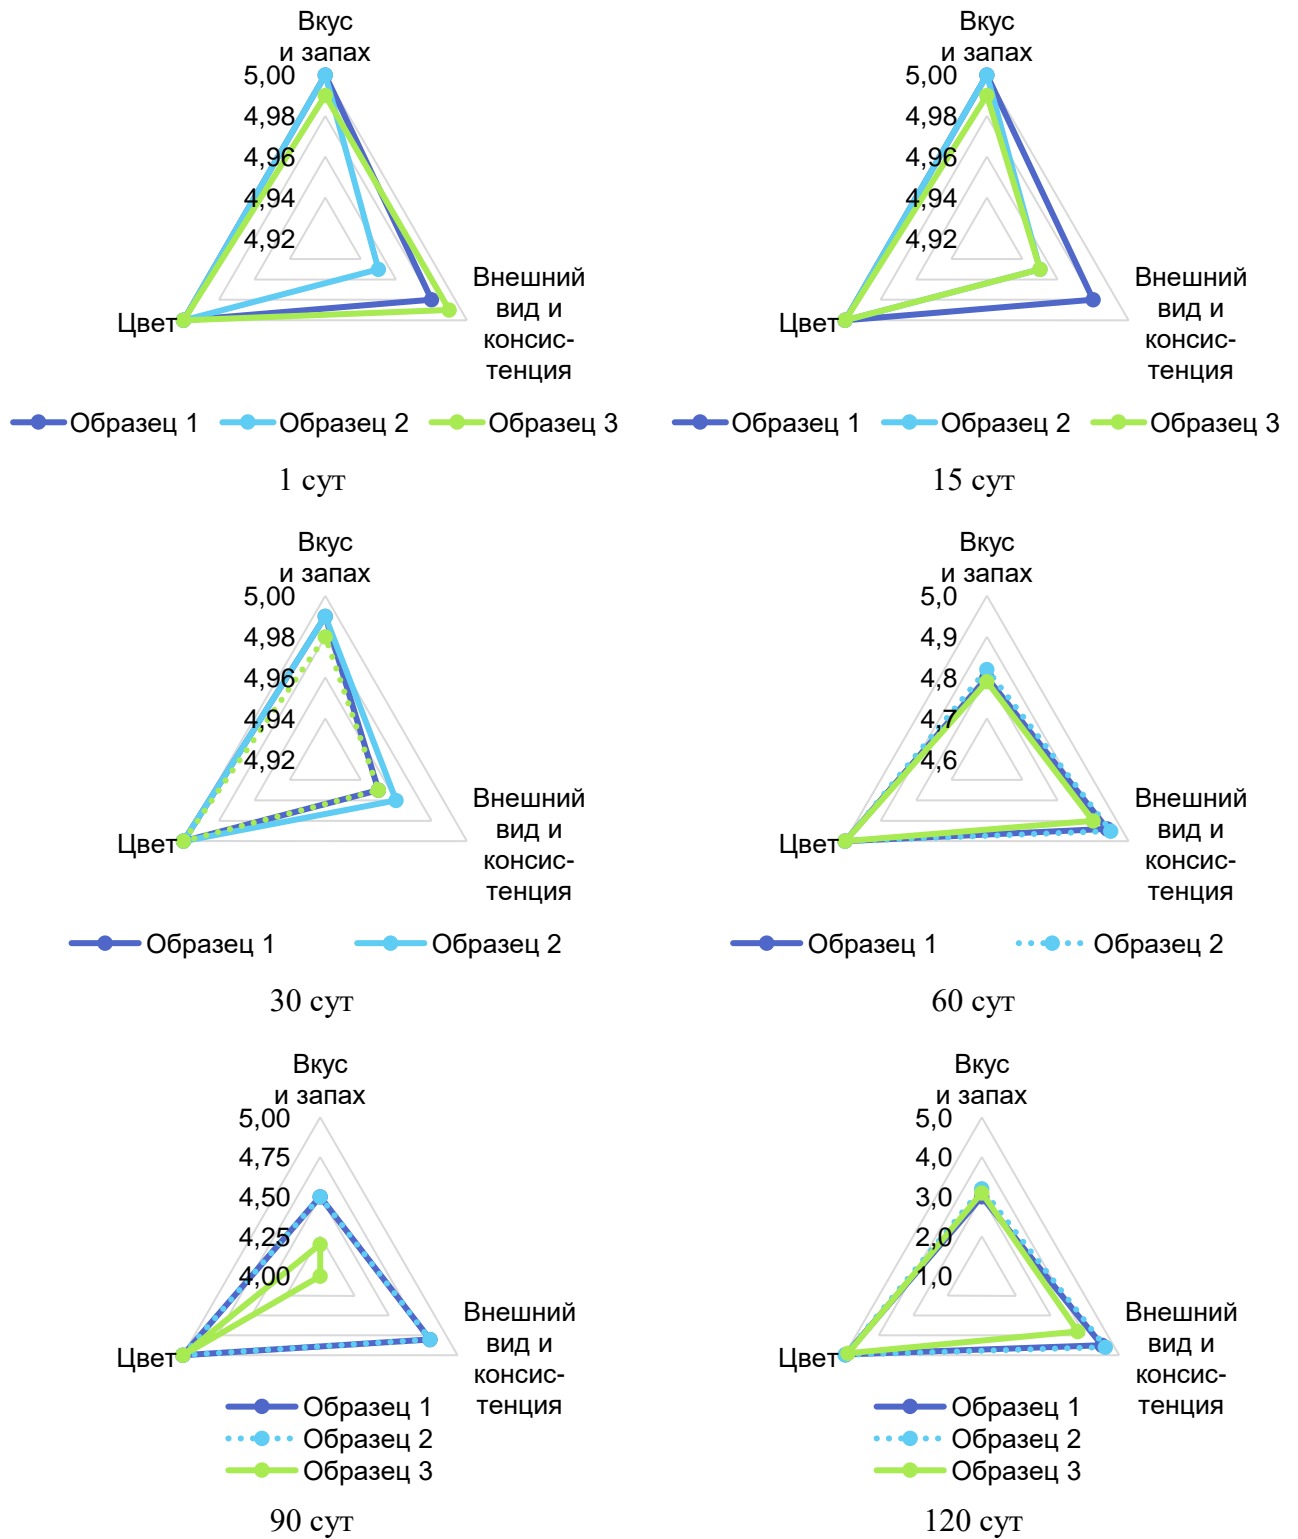 Вкус
и запах
5,00
4,98
4,96
4,94
4,92
Внешний
вид и
консис-
тенция
Цвет
Образец 1 Образец 2 Образец 3
1 сут
Вкус
и запах
5,00
4,98
4,96
4,94
4,92
Внешний
вид и
консис-
тенция
Цвет
Образец 1 Образец 2 Образец 3
15 сут
Вкус
и запах
5,00
4,98
4,96
4,94
4,92
Внешний
вид и
консис-
тенция
Цвет
Образец 1 Образец 2
30 сут
Вкус
и запах
5,0
4,9
4,8
4,7
4,6
Внешний
вид и
консис-
тенция
Цвет
Образец 1 Образец 2
60 сут
Вкус
и запах
5,00
4,75
4,50
4,25
4,00
Внешний
вид и
консис-
тенция
Цвет
Образец 1
Образец 2
Образец 3
90 сут
Вкус
и запах
5,0
4,0
3,0
2,0
1,0
Внешний
вид и
консис-
тенция
Цвет
Образец 1
Образец 2
Образец 3
120 сут